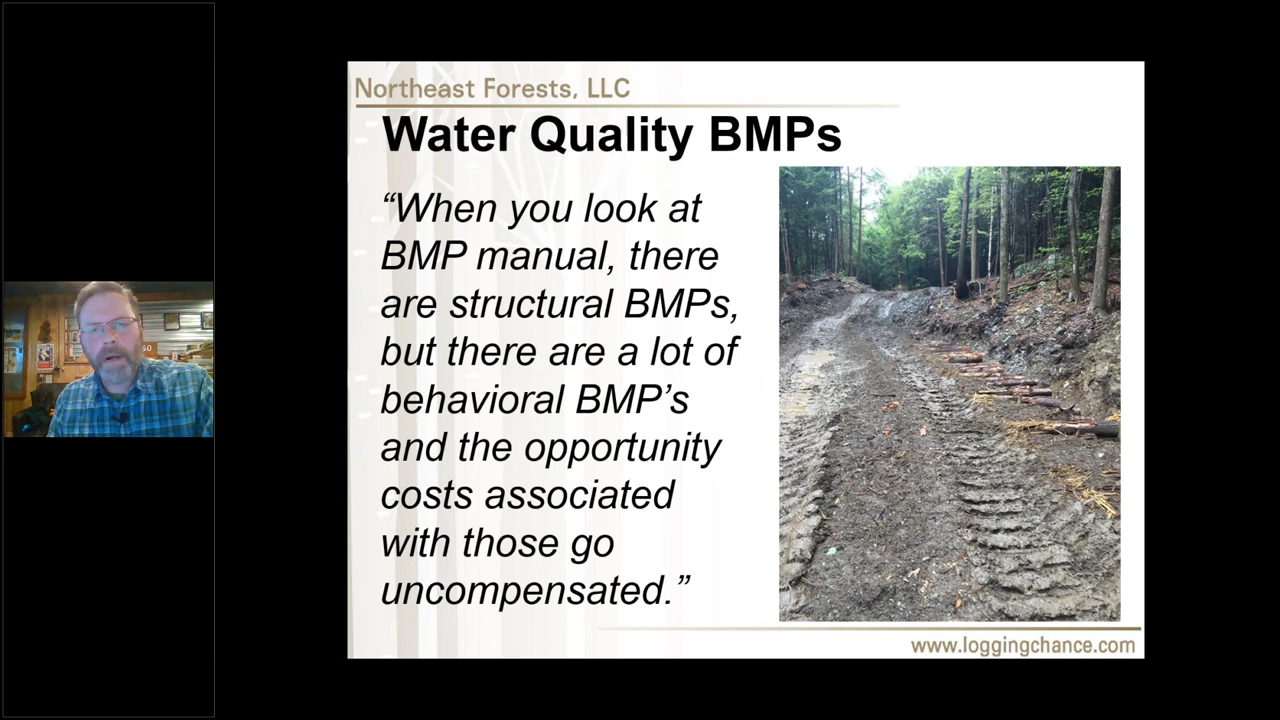 Northeast Forests, LLC
Water Quality BMPs
“When you look at
BMP manual, there
are structural BMPs,
but there are a lot of
behavioral BMP’s
and the opportunity
costs associated
with those go
uncompensated.”
www.loggingchance.com